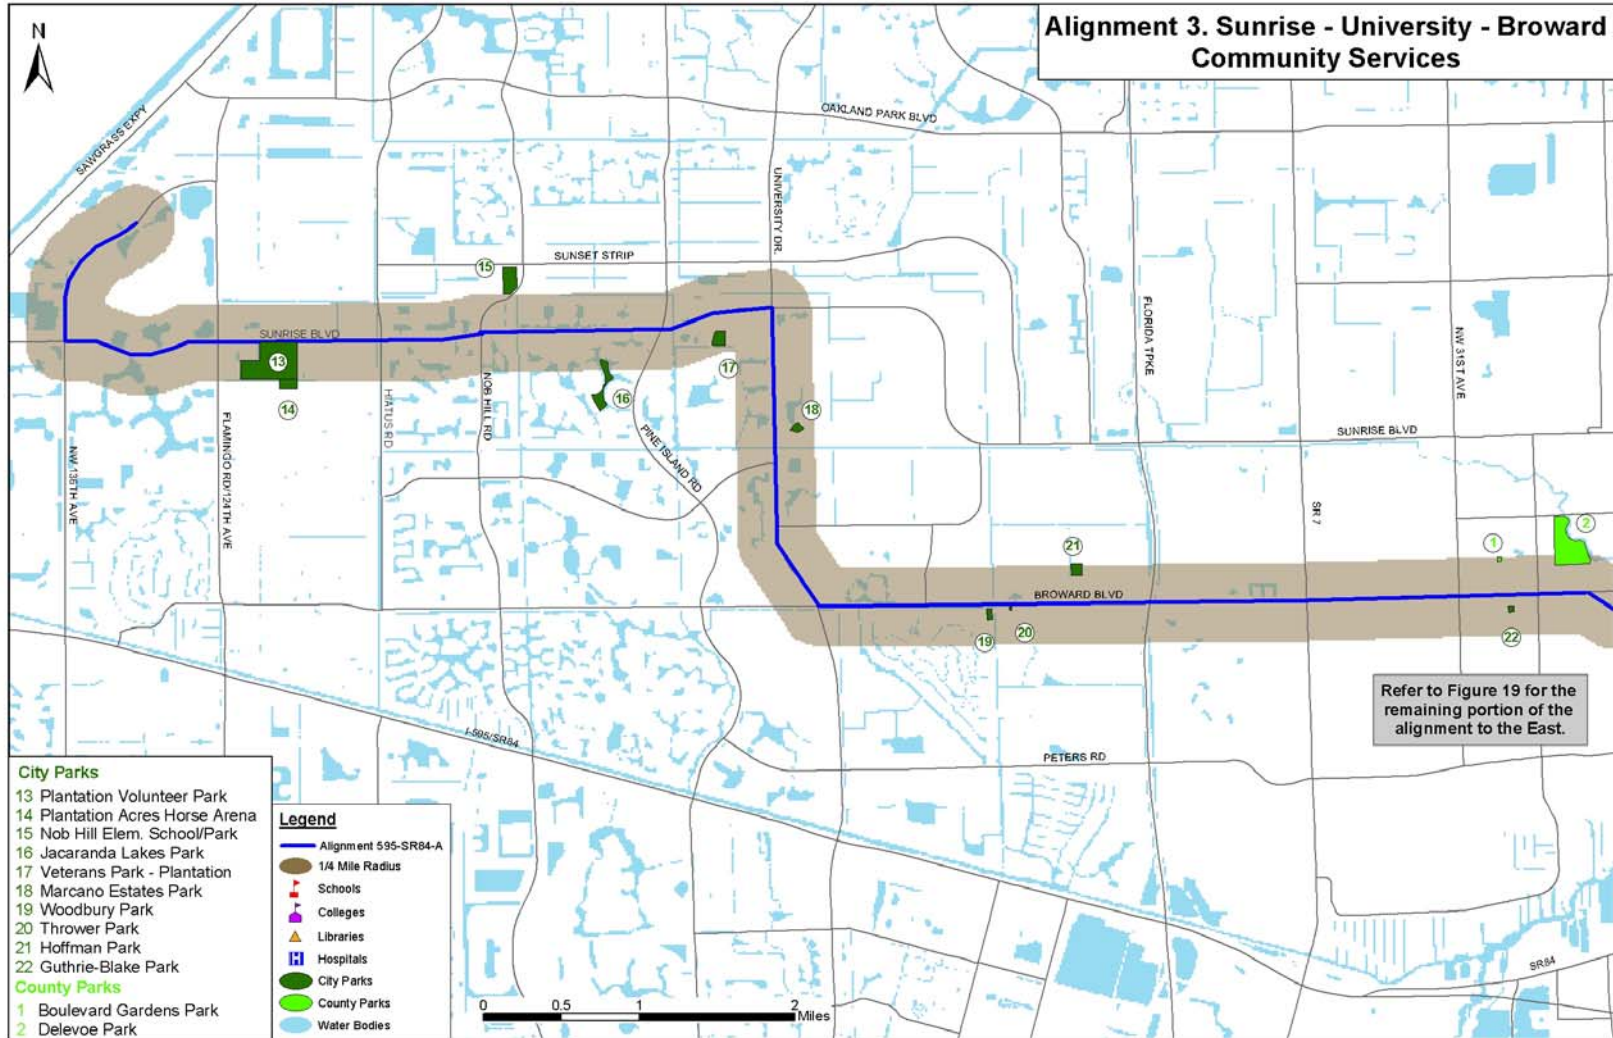 Alignment 3. Sunrise - University - Broward
Community Services
N
SAWGRASS EXPY
OAKLAND PARK BLVD
UNIVERSITY DR.
SUNSET STRIP
15
SUNRISE BLVD
13
14
17
16
18
FLORIDA TPKE
NW 31ST AVE
SUNRISE BLVD
NW 136TH AVE
FLAMINGO RD/124TH AVE
HIATUS RD
NOB HILL RD
PINE ISLAND RD
SR 7
2
1
21
BROWARD BLVD
19
20
22
Refer to Figure 19 for the
remaining portion of the
alignment to the East.
I-595/SR84
PETERS RD
SR84
City Parks
13 Plantation Volunteer Park
14 Plantation Acres Horse Arena
15 Nob Hill Elem. School/Park
16 Jacaranda Lakes Park
17 Veterans Park - Plantation
18 Marcano Estates Park
19 Woodbury Park
20 Thrower Park
21 Hoffman Park
22 Guthrie-Blake Park
County Parks
1 Boulevard Gardens Park
2 Delevoe Park
Legend
Alignment 595-SR84-A
1/4 Mile Radius
Schools
Colleges
Libraries
H Hospitals
City Parks
County Parks
Water Bodies
0 0.5 1 2
Miles